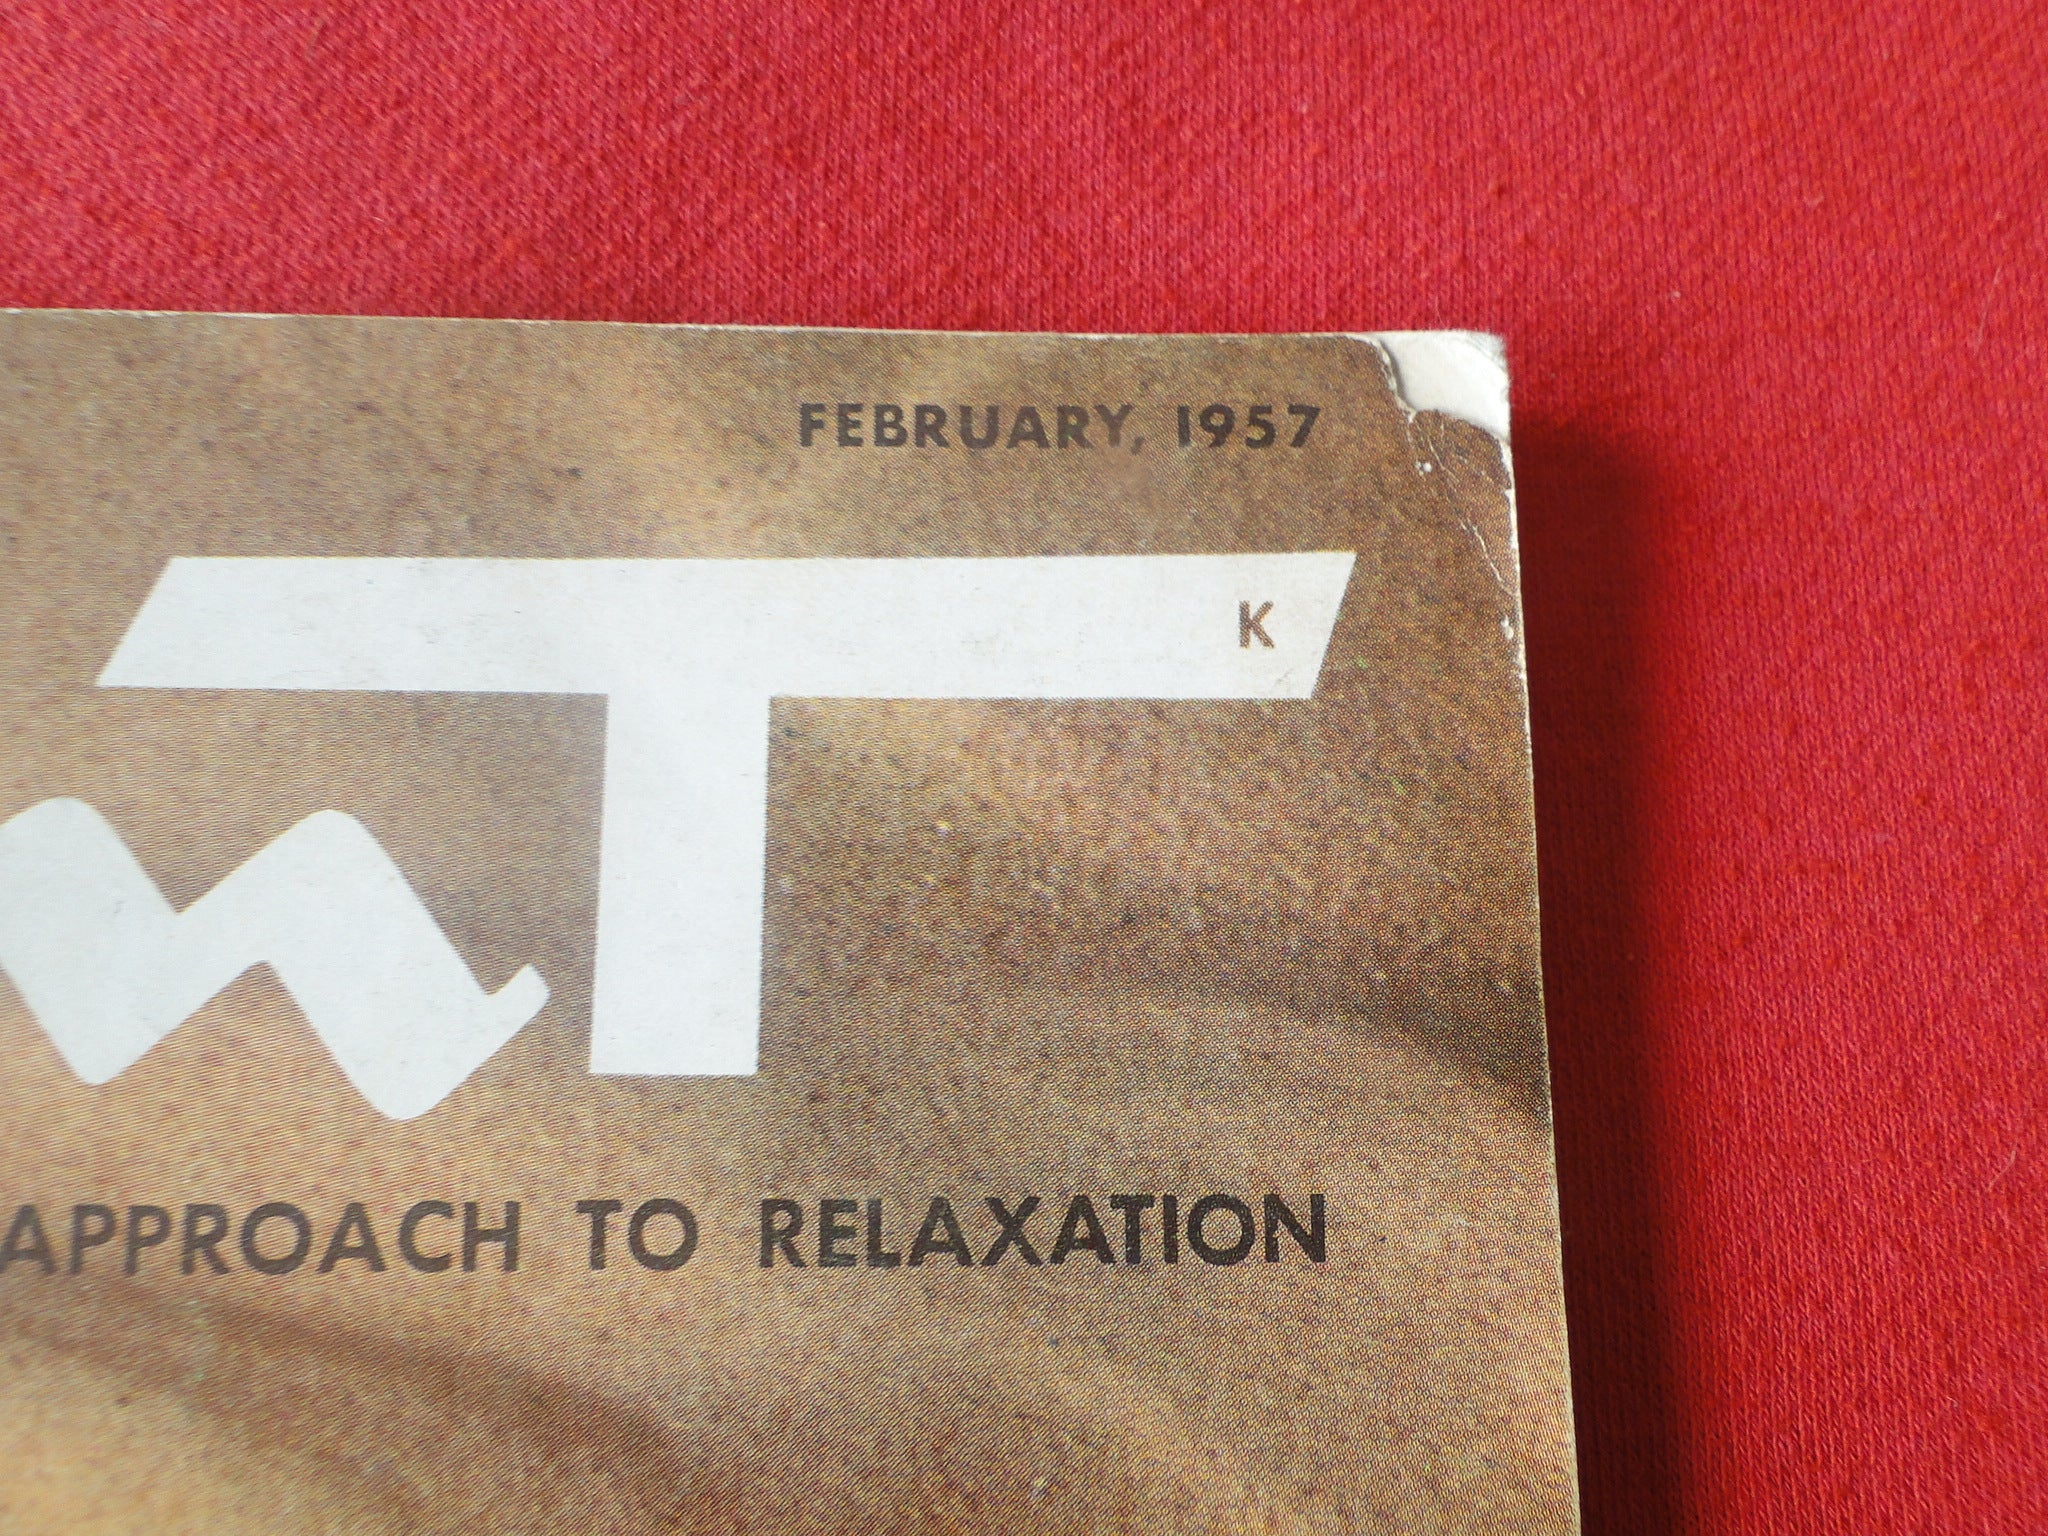 FEBRUARY, 1957
T
K
APPROACH TO RELAXATION